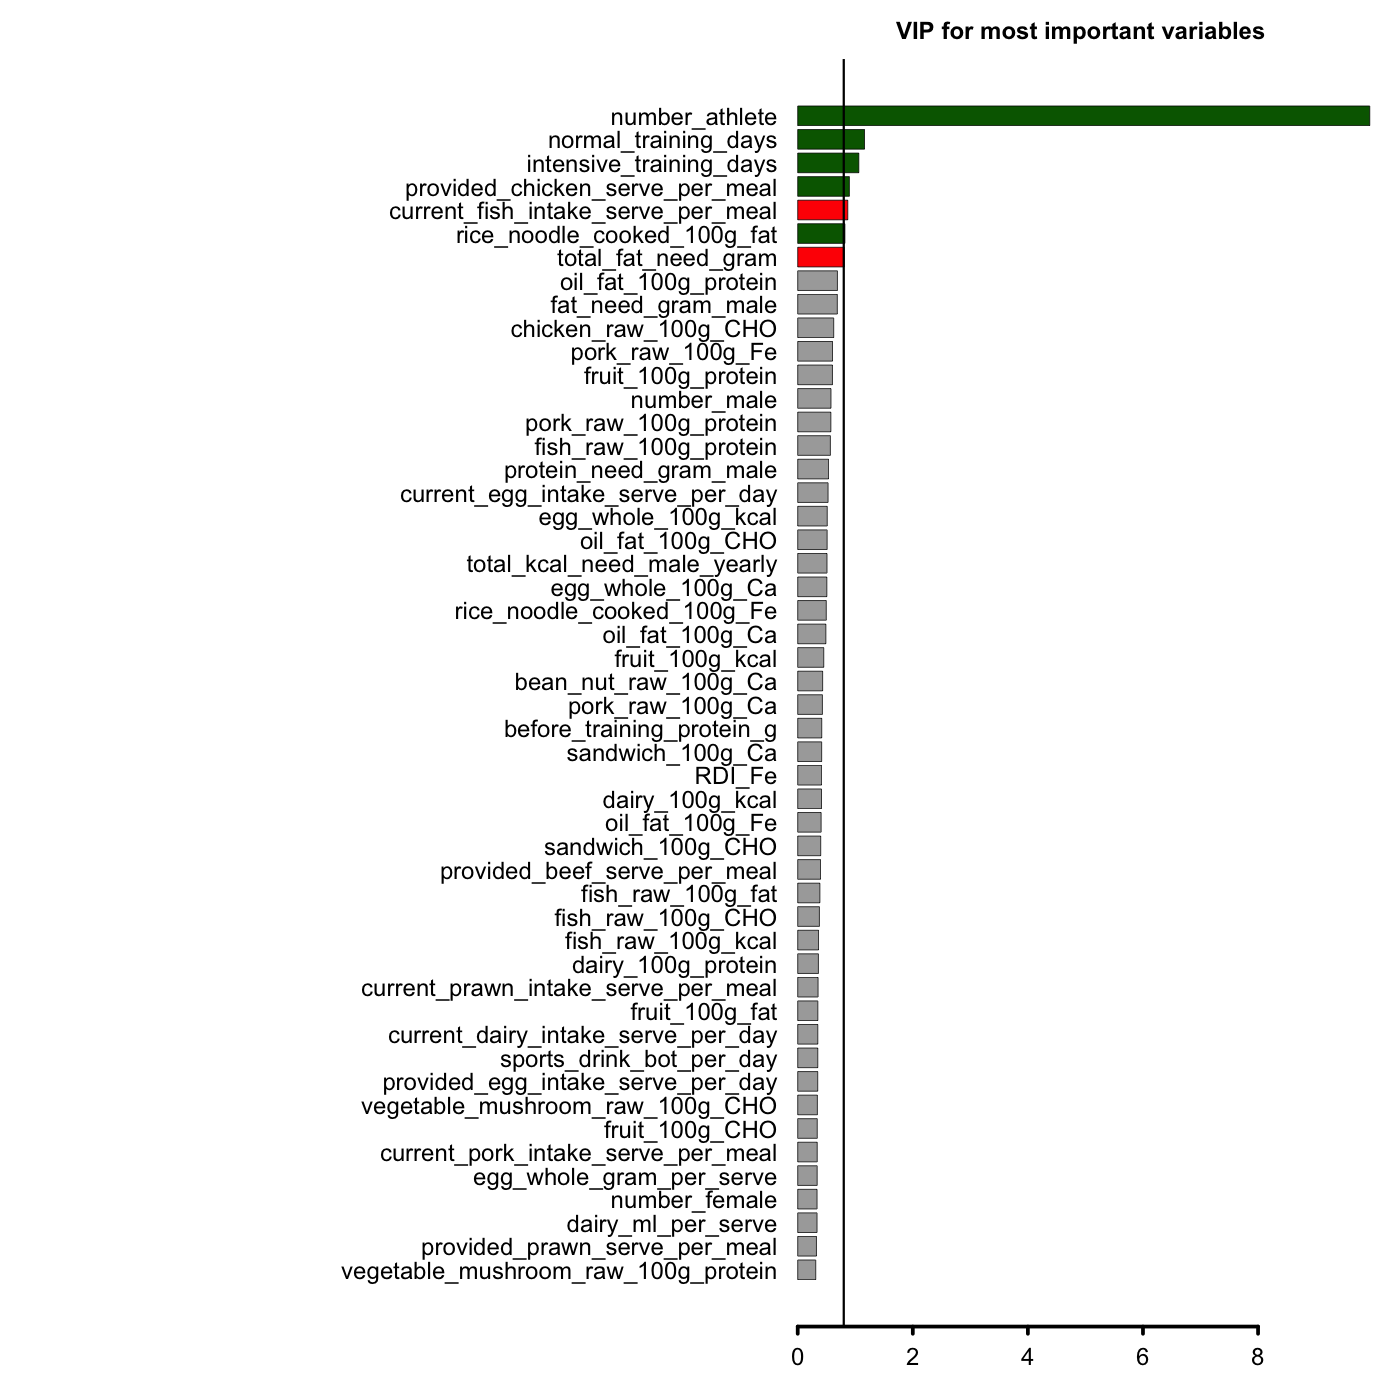 VIP for most important variables
number_athlete
normal_training_days
intensive_training_days
provided_chicken_serve_per_meal
current_fish_intake_serve_per_meal
rice_noodle_cooked_100g_fat
total_fat_need_gram
oil_fat_100g_protein
fat_need_gram_male
chicken_raw_100g_CHO
pork_raw_100g_Fe
fruit_100g_protein
number_male
pork_raw_100g_protein
fish_raw_100g_protein
protein_need_gram_male
current_egg_intake_serve_per_day
egg_whole_100g_kcal
oil_fat_100g_CHO
total_kcal_need_male_yearly
egg_whole_100g_Ca
rice_noodle_cooked_100g_Fe
oil_fat_100g_Ca
fruit_100g_kcal
bean_nut_raw_100g_Ca
pork_raw_100g_Ca
before_training_protein_g
sandwich_100g_Ca
RDI_Fe
dairy_100g_kcal
oil_fat_100g_Fe
sandwich_100g_CHO
provided_beef_serve_per_meal
fish_raw_100g_fat
fish_raw_100g_CHO
fish_raw_100g_kcal
dairy_100g_protein
current_prawn_intake_serve_per_meal
fruit_100g_fat
current_dairy_intake_serve_per_day
sports_drink_bot_per_day
provided_egg_intake_serve_per_day
vegetable_mushroom_raw_100g_CHO
fruit_100g_CHO
current_pork_intake_serve_per_meal
egg_whole_gram_per_serve
number_female
dairy_ml_per_serve
provided_prawn_serve_per_meal
vegetable_mushroom_raw_100g_protein
0 2 4 6 8